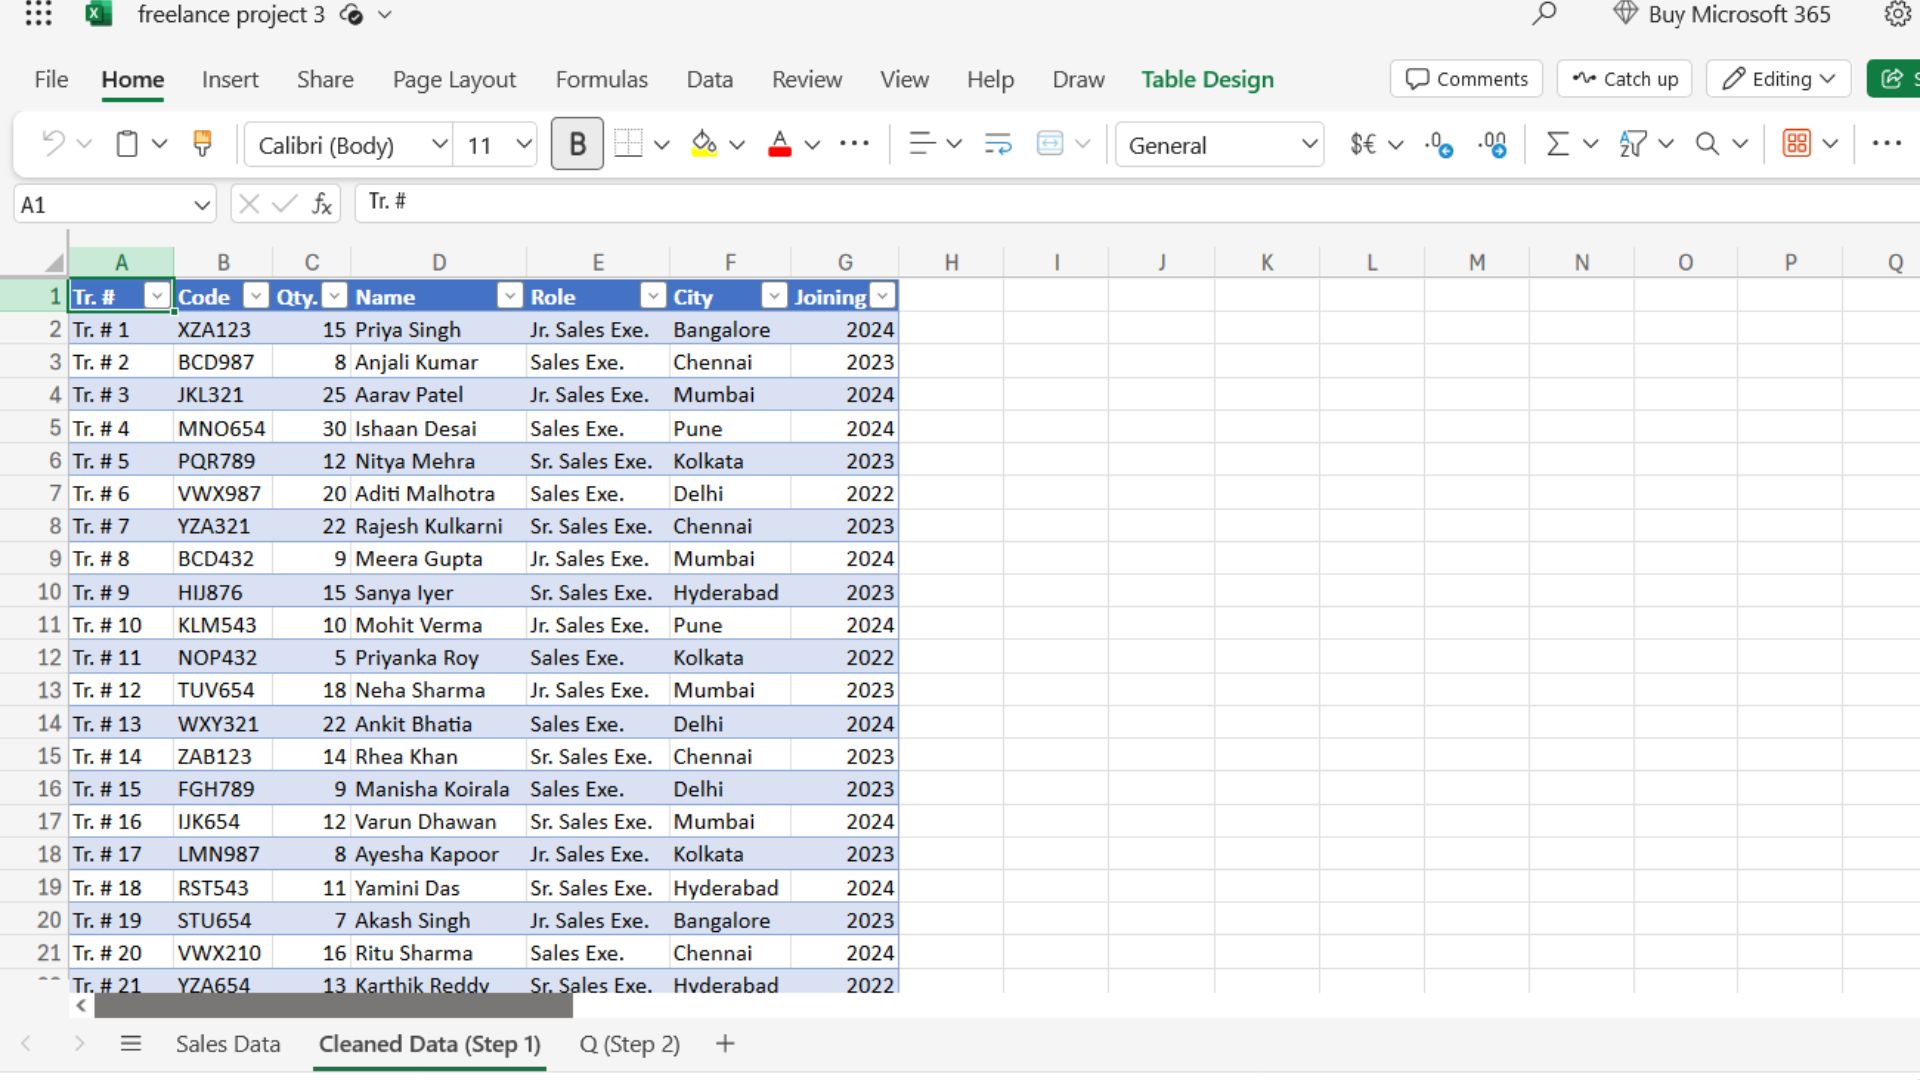 freelance project 3
Buy Microsoft 365
File Home Insert Share Page Layout Formulas Data Review View Help Draw Table Design Comments Catch up Editing
Calibri (Body) 11 B General
A1 fx Tr. #
A B C D E F G H I J K L M N O P Q
1 Tr. # Code Qty. Name Role City Joining
2 Tr. # 1 XZA123 15 Priya Singh Jr. Sales Exe. Bangalore 2024
3 Tr. # 2 BCD987 8 Anjali Kumar Sales Exe. Chennai 2023
4 Tr. # 3 JKL321 25 Aarav Patel Jr. Sales Exe. Mumbai 2024
5 Tr. # 4 MNO654 30 Ishaan Desai Sales Exe. Pune 2024
6 Tr. # 5 PQR789 12 Nitya Mehra Sr. Sales Exe. Kolkata 2023
7 Tr. # 6 VWX987 20 Aditi Malhotra Sales Exe. Delhi 2022
8 Tr. # 7 YZA321 22 Rajesh Kulkarni Sr. Sales Exe. Chennai 2023
9 Tr. # 8 BCD432 9 Meera Gupta Jr. Sales Exe. Mumbai 2024
10 Tr. # 9 HIJ876 15 Sanya Iyer Sr. Sales Exe. Hyderabad 2023
11 Tr. # 10 KLM543 10 Mohit Verma Jr. Sales Exe. Pune 2024
12 Tr. # 11 NOP432 5 Priyanka Roy Sales Exe. Kolkata 2022
13 Tr. # 12 TUV654 18 Neha Sharma Jr. Sales Exe. Mumbai 2023
14 Tr. # 13 WXY321 22 Ankit Bhatia Sales Exe. Delhi 2024
15 Tr. # 14 ZAB123 14 Rhea Khan Sr. Sales Exe. Chennai 2023
16 Tr. # 15 FGH789 9 Manisha Koirala Sales Exe. Delhi 2023
17 Tr. # 16 IJK654 12 Varun Dhawan Sr. Sales Exe. Mumbai 2024
18 Tr. # 17 LMN987 8 Ayesha Kapoor Jr. Sales Exe. Kolkata 2023
19 Tr. # 18 RST543 11 Yamini Das Sr. Sales Exe. Hyderabad 2024
20 Tr. # 19 STU654 7 Akash Singh Jr. Sales Exe. Bangalore 2023
21 Tr. # 20 VWX210 16 Ritu Sharma Sales Exe. Chennai 2024
Tr. # 21 YZA654 13 Karthik Reddy Sr. Sales Exe. Hyderabad 2022
Sales Data Cleaned Data (Step 1) Q (Step 2)